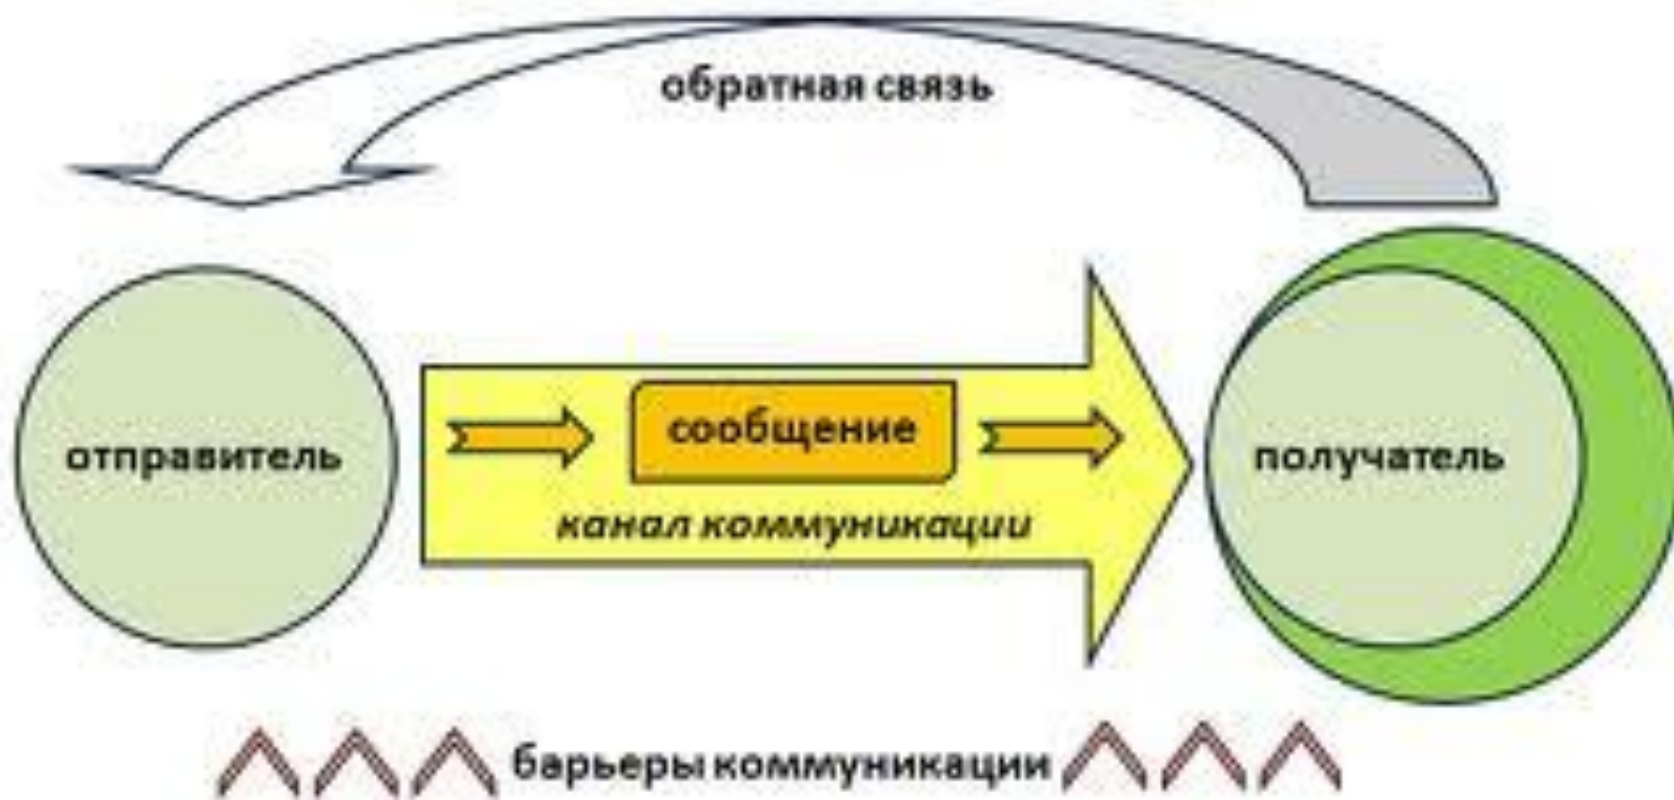 обратная связь
отправитель
сообщение
канал коммуникации
получатель
барьеры коммуникации